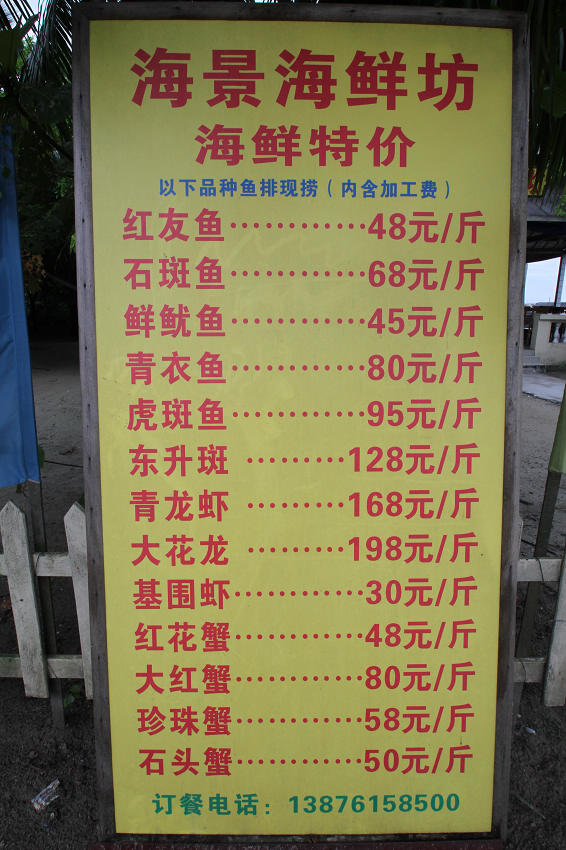 海景海鲜坊
海鲜特价
以下品种鱼排现捞（内含加工费）
红友鱼…………48元/斤
石斑鱼…………68元/斤
鲜鱿鱼…………45元/斤
青衣鱼…………80元/斤
虎斑鱼…………95元/斤
东升斑 ………128元/斤
青龙虾 ………168元/斤
大花龙 ………198元/斤
基围虾…………30元/斤
红花蟹…………48元/斤
大红蟹…………80元/斤
珍珠蟹…………58元/斤
石头蟹…………50元/斤
订餐电话：13876158500